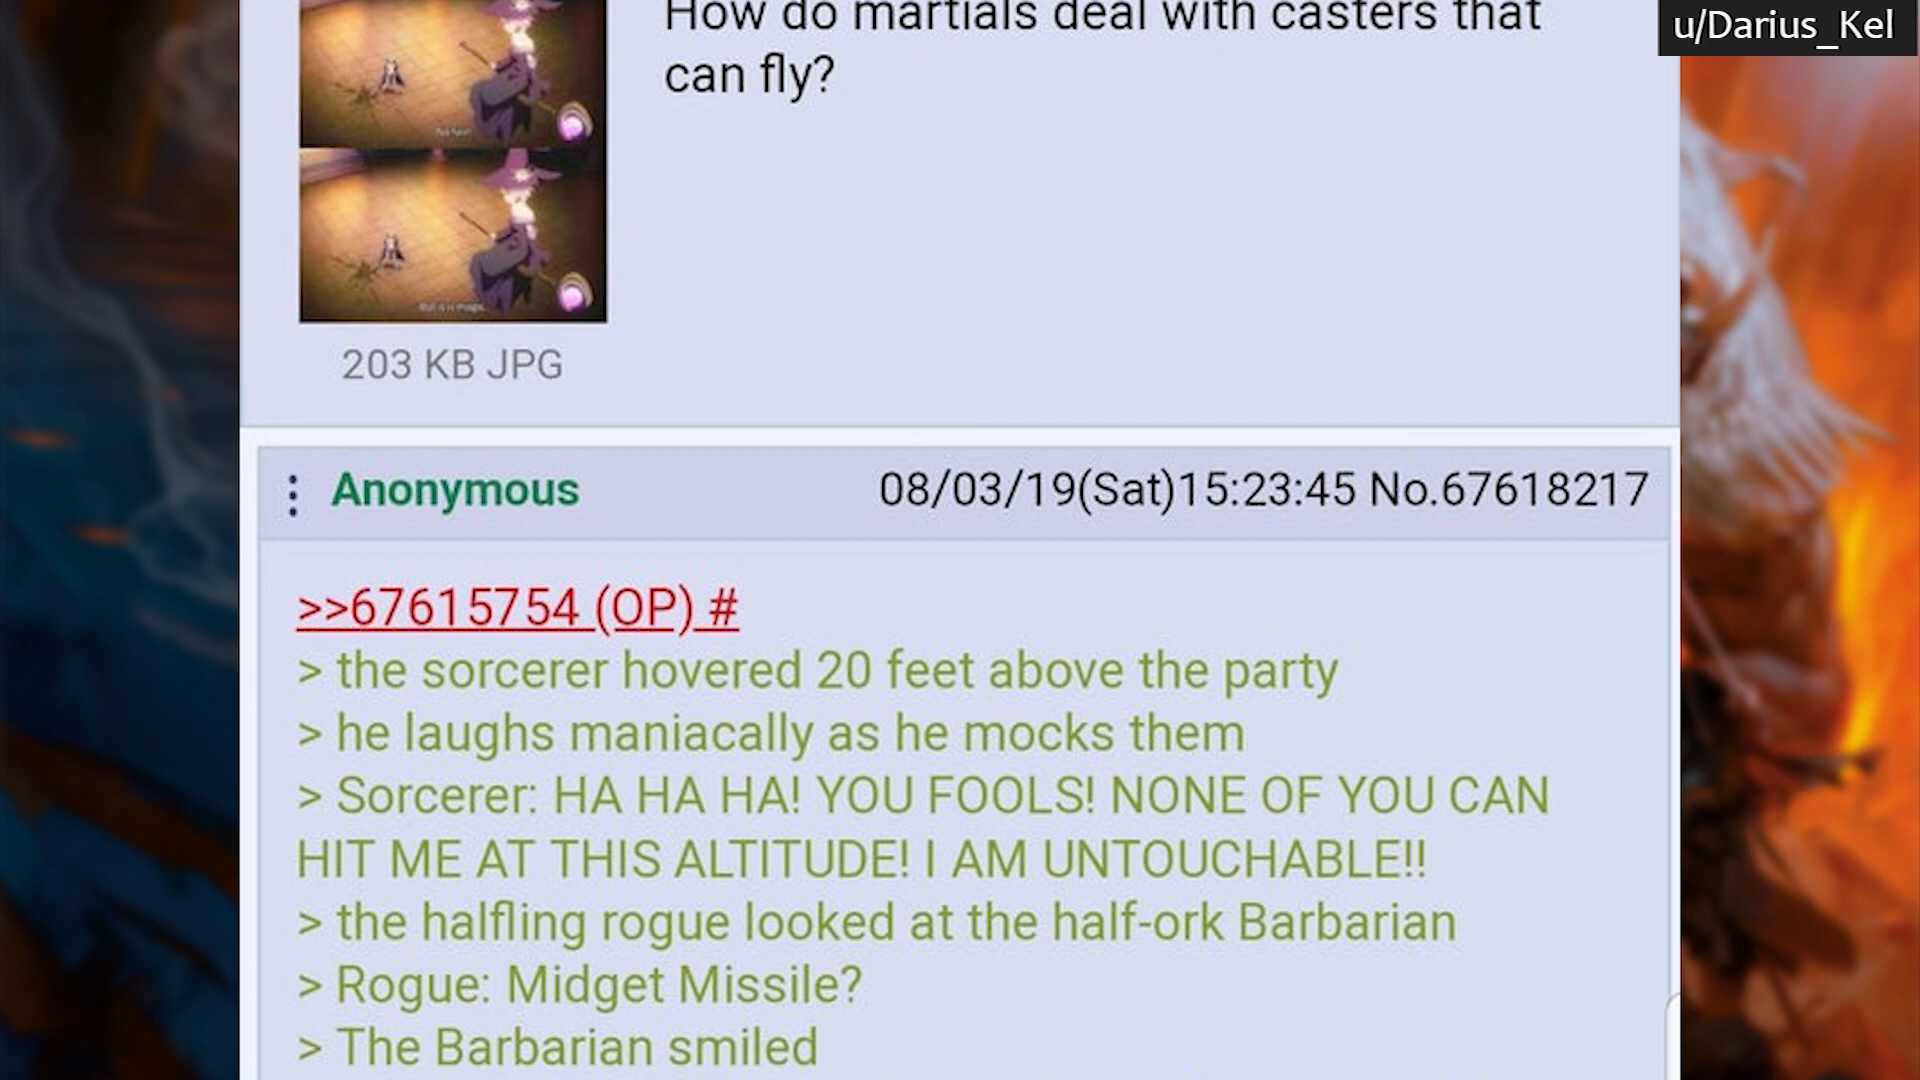 u/Darius_Kel
How do martials deal with casters that
can fly?
203 KB JPG
Anonymous
08/03/19(Sat)15:23:45 No.67618217
>>67615754 (OP) #
> the sorcerer hovered 20 feet above the party
> he laughs maniacally as he mocks them
> Sorcerer: HA HA HA! YOU FOOLS! NONE OF YOU CAN
HIT ME AT THIS ALTITUDE! I AM UNTOUCHABLE!!
> the halfling rogue looked at the half-ork Barbarian
> Rogue: Midget Missile?
> The Barbarian smiled